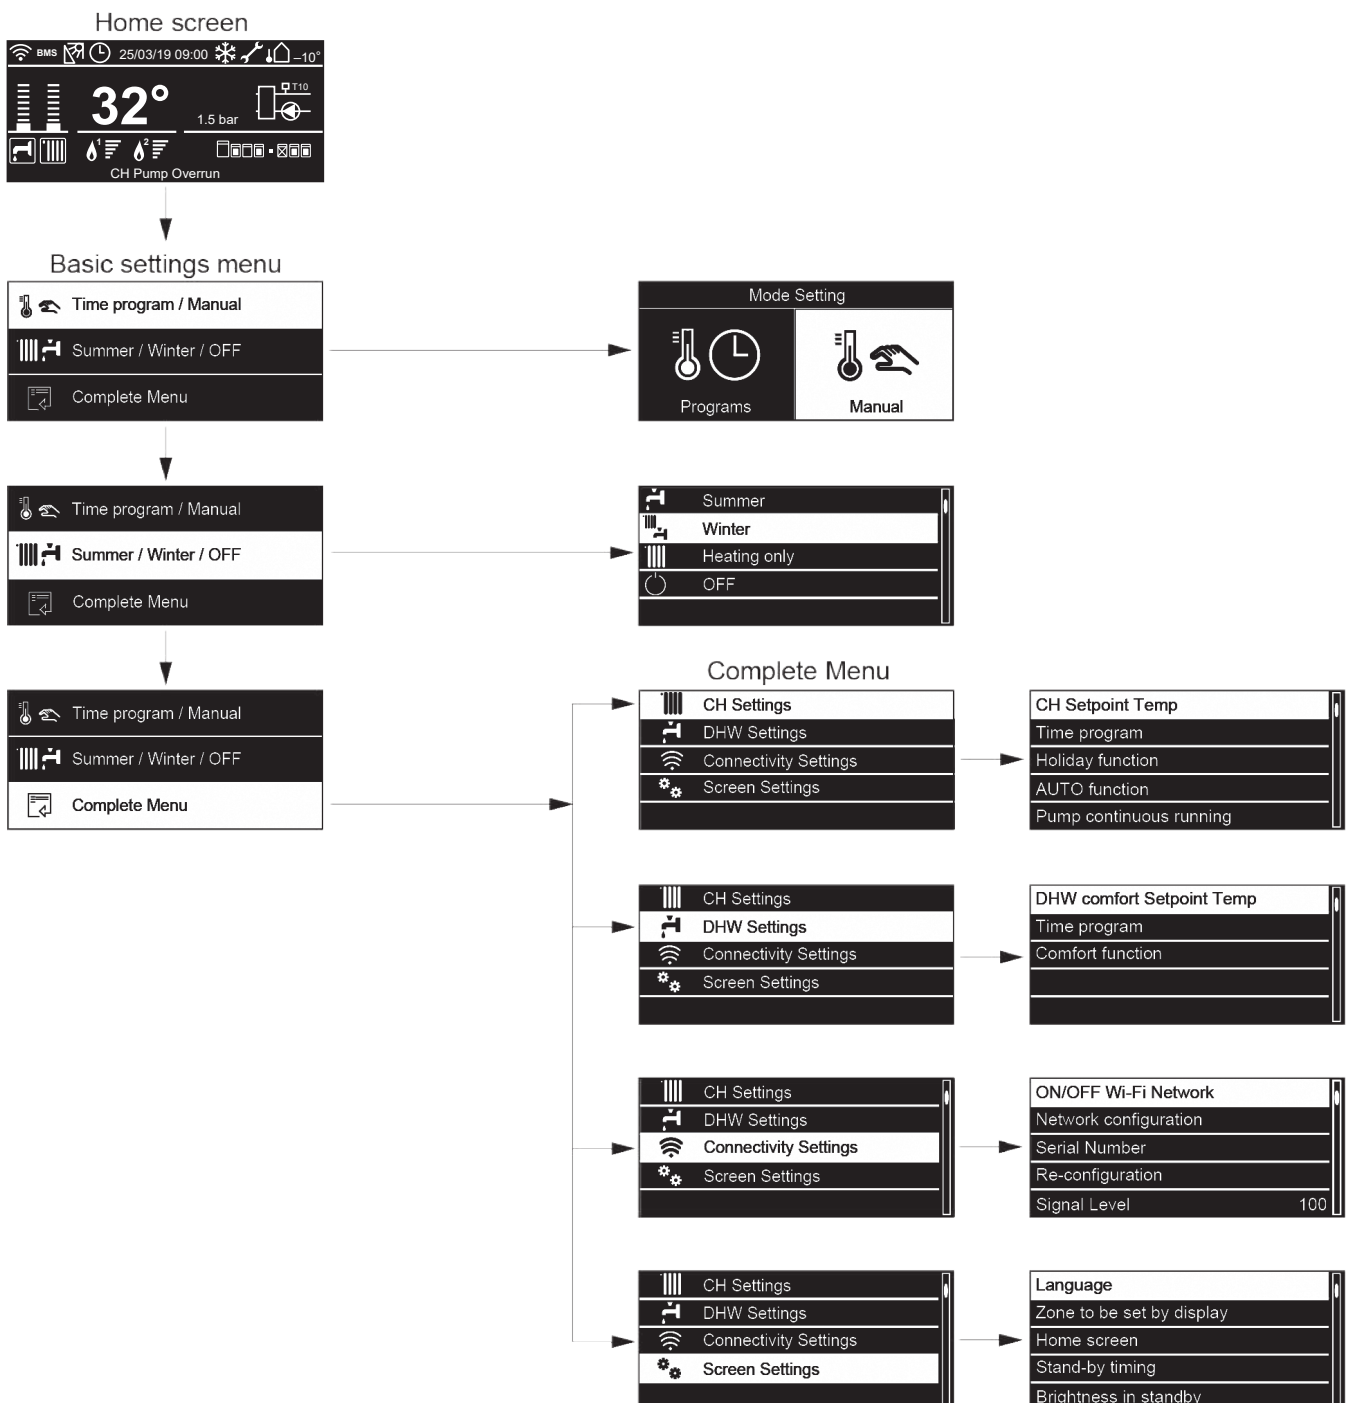 Home screen
BMS 25/03/19 09:00 –10°
T10
32°
1.5 bar
1 2
CH Pump Overrun
Basic settings menu
Time program / Manual
Summer / Winter / OFF
Complete Menu
Mode Setting
Programs Manual
Time program / Manual
Summer / Winter / OFF
Complete Menu
Summer
Winter
Heating only
OFF
Time program / Manual
Summer / Winter / OFF
Complete Menu
Complete Menu
CH Settings
DHW Settings
Connectivity Settings
Screen Settings
CH Setpoint Temp
Time program
Holiday function
AUTO function
Pump continuous running
CH Settings
DHW Settings
Connectivity Settings
Screen Settings
DHW comfort Setpoint Temp
Time program
Comfort function
CH Settings
DHW Settings
Connectivity Settings
Screen Settings
ON/OFF Wi-Fi Network
Network configuration
Serial Number
Re-configuration
Signal Level 100
CH Settings
DHW Settings
Connectivity Settings
Screen Settings
Language
Zone to be set by display
Home screen
Stand-by timing
Brightness in standby